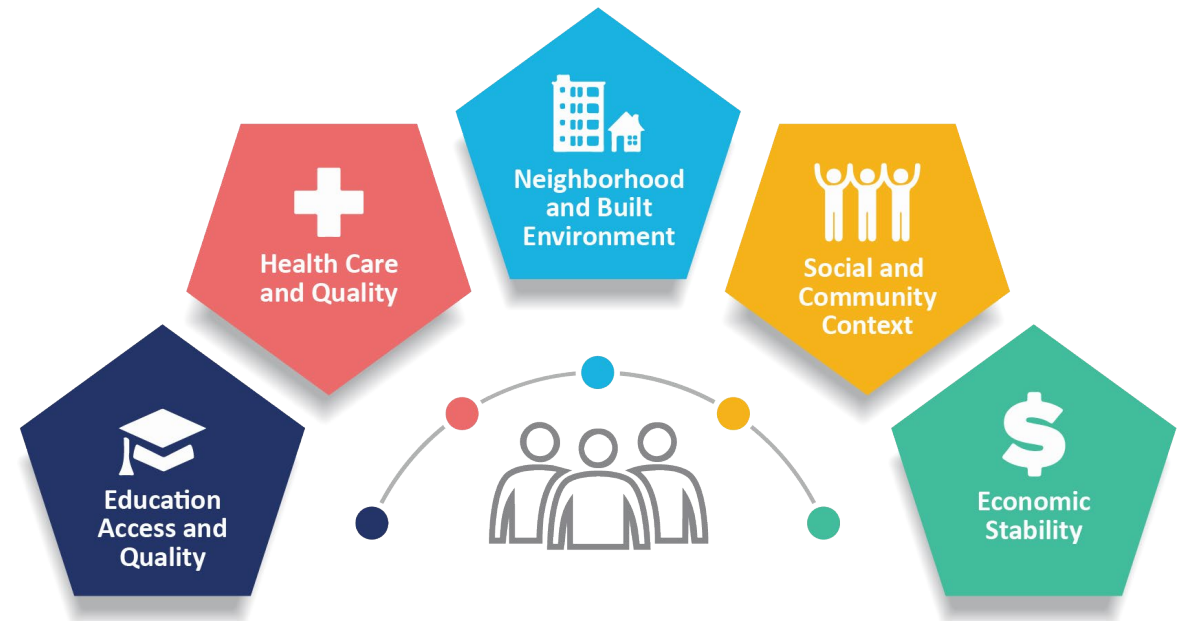 Neighborhood
and Built
Environment
Health Care
and Quality
Social and
Community
Context
Education
Access and
Quality
$
Economic
Stability